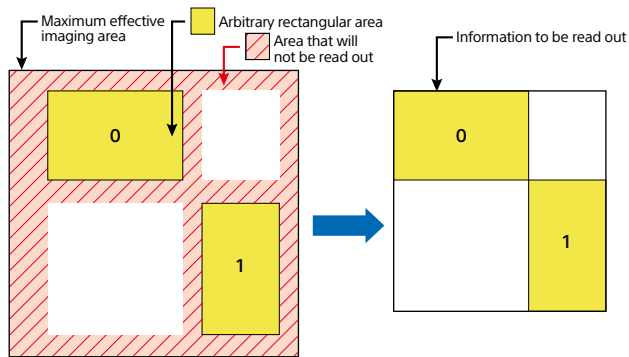 Maximum effective
imaging area
Arbitrary rectangular area
Area that will
not be read out
Information to be read out
0
0
1
1